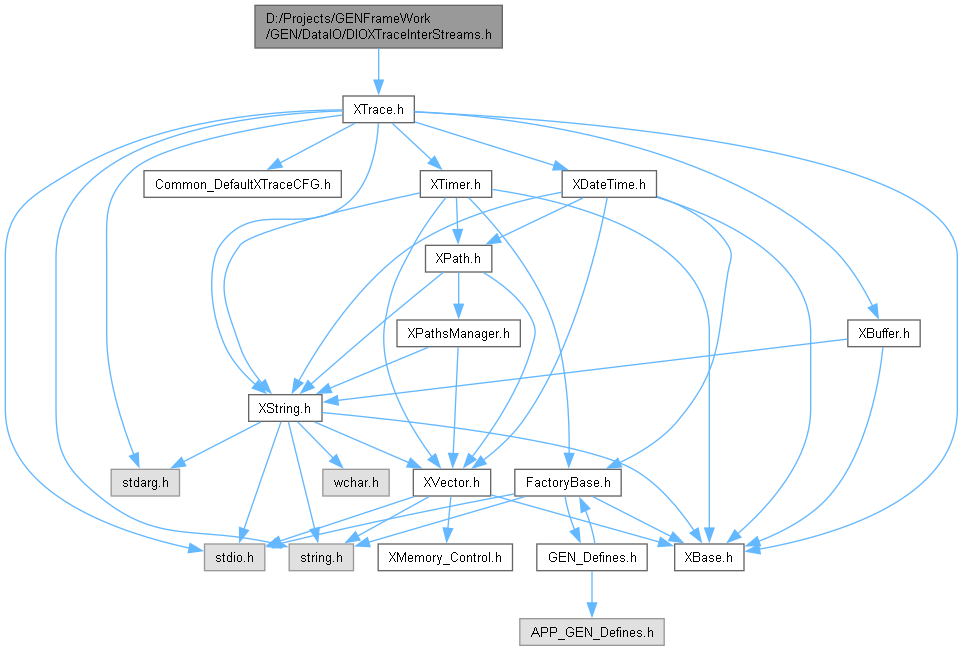 D:/Projects/GENFrameWork
/GEN/DataIO/DIOXTraceInterStreams.h
XTrace.h
Common_DefaultXTraceCFG.h
XTimer.h
XDateTime.h
XPath.h
XPathsManager.h
XBuffer.h
XString.h
stdarg.h
wchar.h
XVector.h
FactoryBase.h
stdio.h
string.h
XMemory_Control.h
GEN_Defines.h
XBase.h
APP_GEN_Defines.h